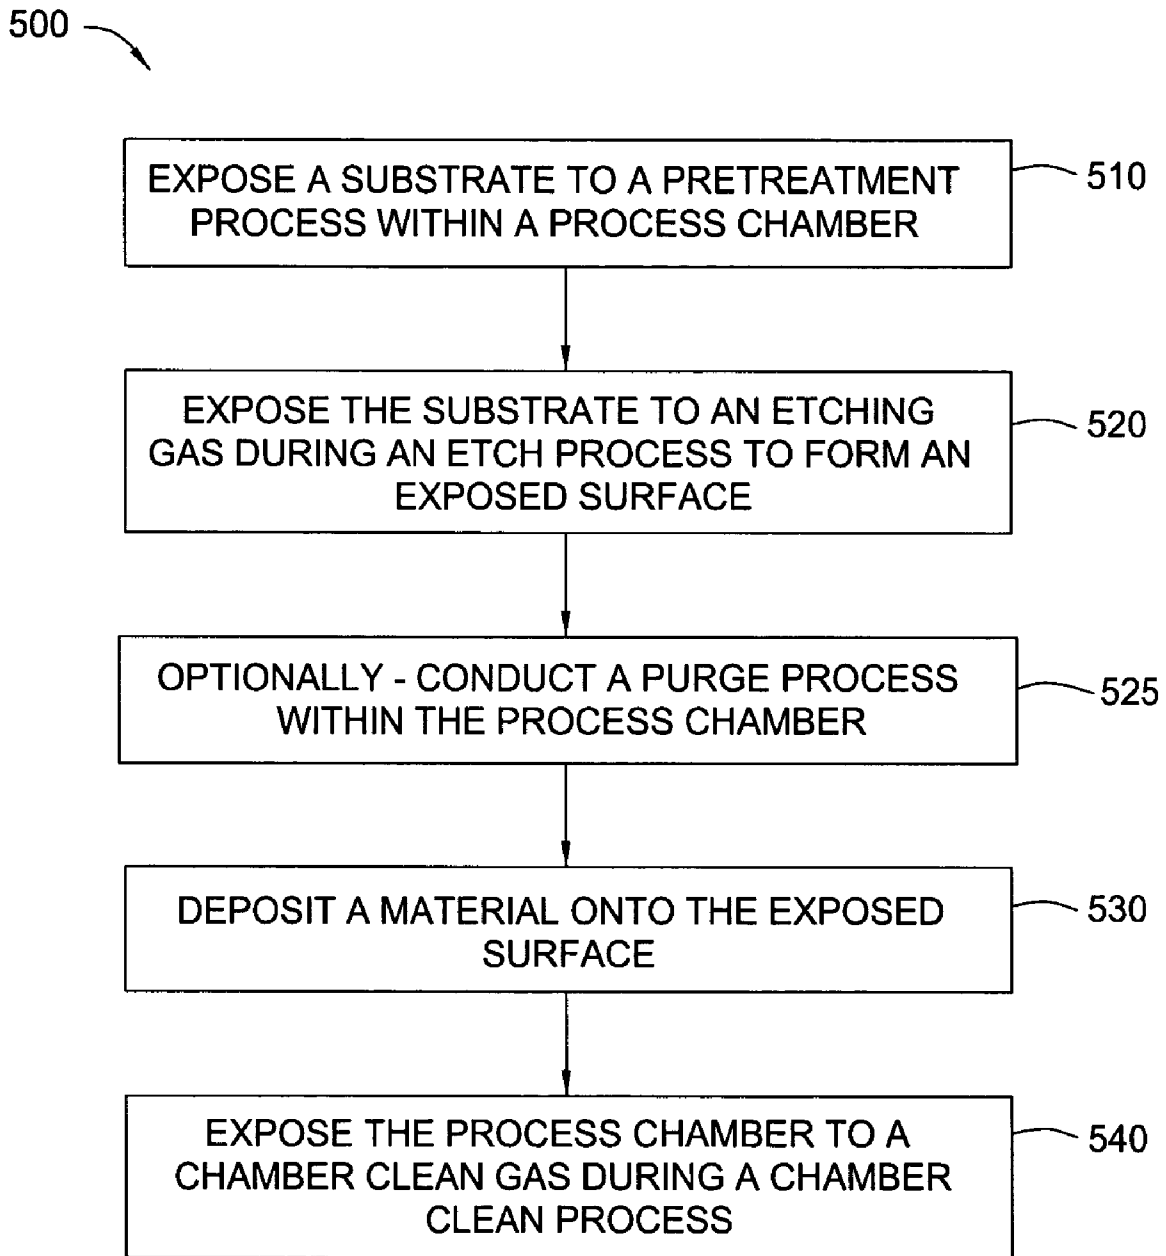 500
EXPOSE A SUBSTRATE TO A PRETREATMENT
PROCESS WITHIN A PROCESS CHAMBER
510
EXPOSE THE SUBSTRATE TO AN ETCHING
GAS DURING AN ETCH PROCESS TO FORM AN
EXPOSED SURFACE
520
OPTIONALLY - CONDUCT A PURGE PROCESS
WITHIN THE PROCESS CHAMBER
525
DEPOSIT A MATERIAL ONTO THE EXPOSED
SURFACE
530
EXPOSE THE PROCESS CHAMBER TO A
CHAMBER CLEAN GAS DURING A CHAMBER
CLEAN PROCESS
540